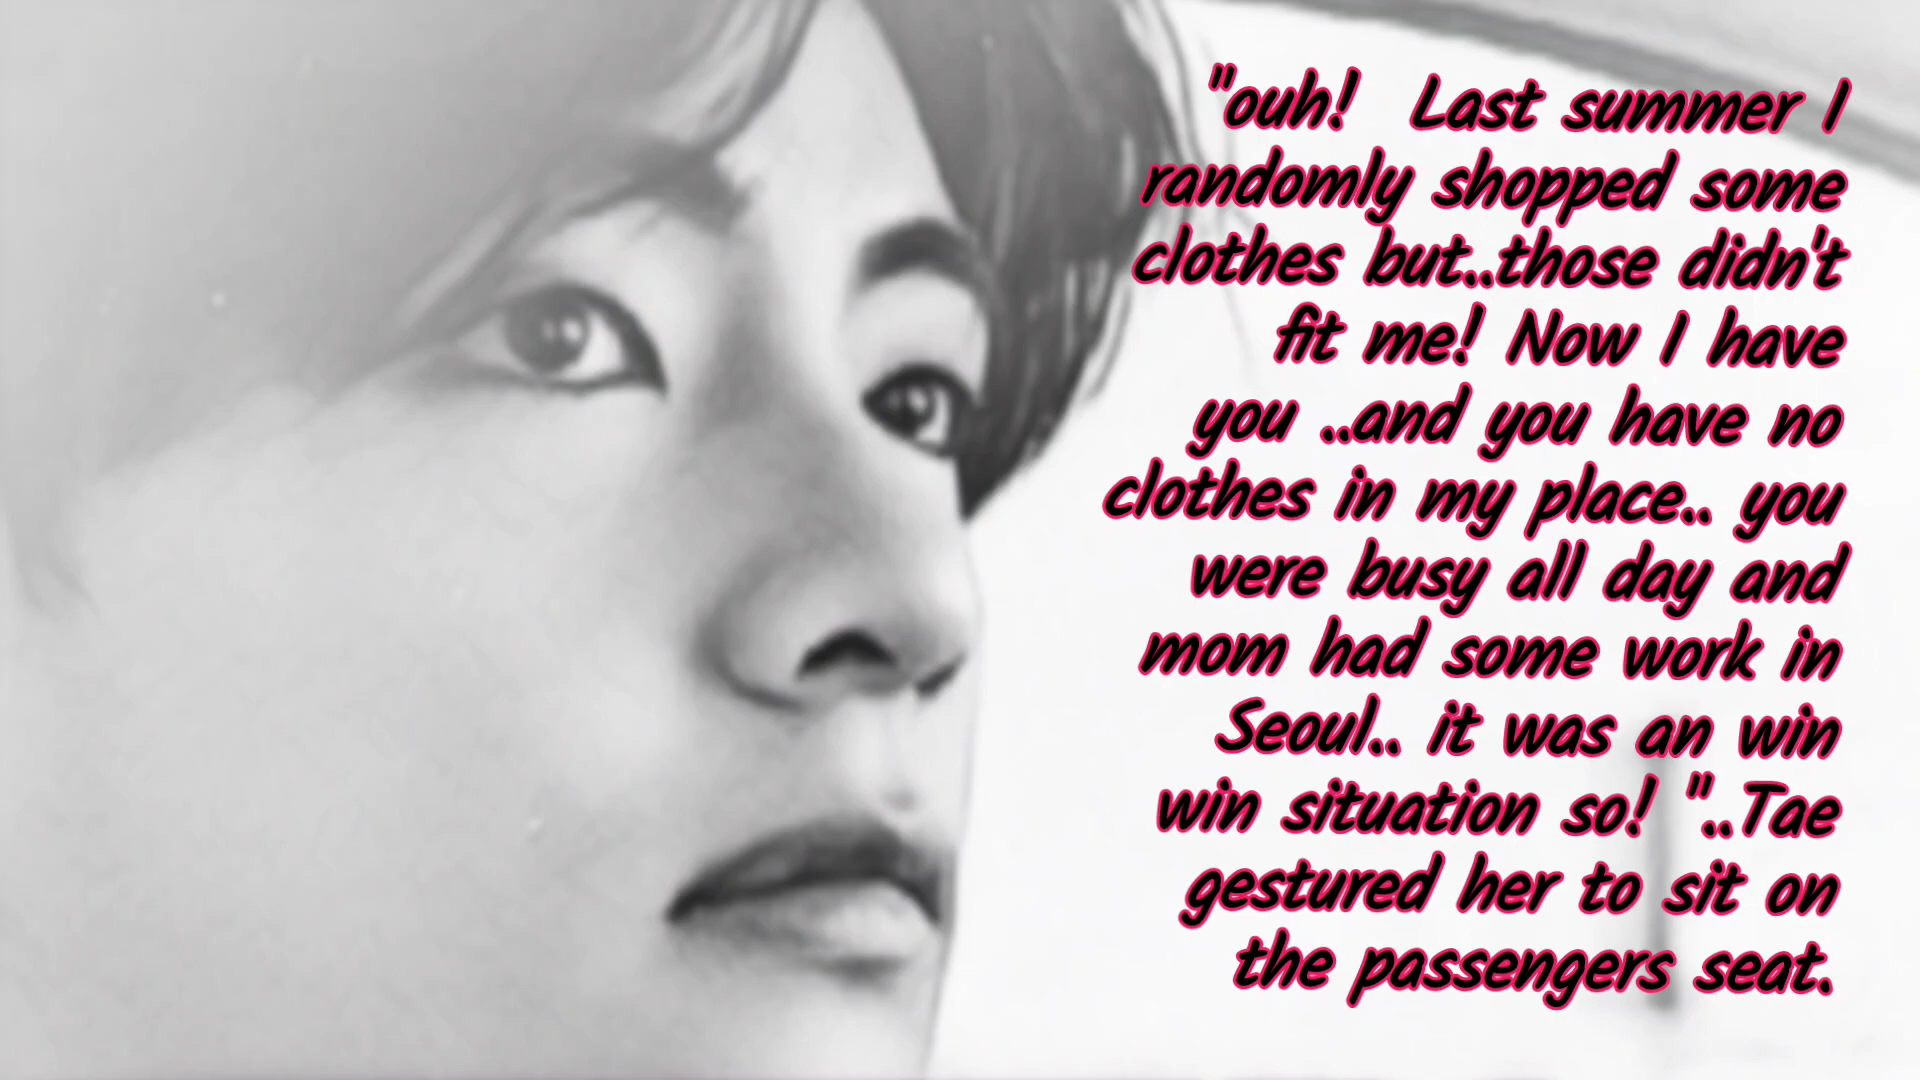 "ouh! Last summer I
randomly shopped some
clothes but..those didn't
fit me! Now I have
you ..and you have no
clothes in my place.. you
were busy all day and
mom had some work in
Seoul.. it was an win
win situation so! "..Tae
gestured her to sit on
the passengers seat.